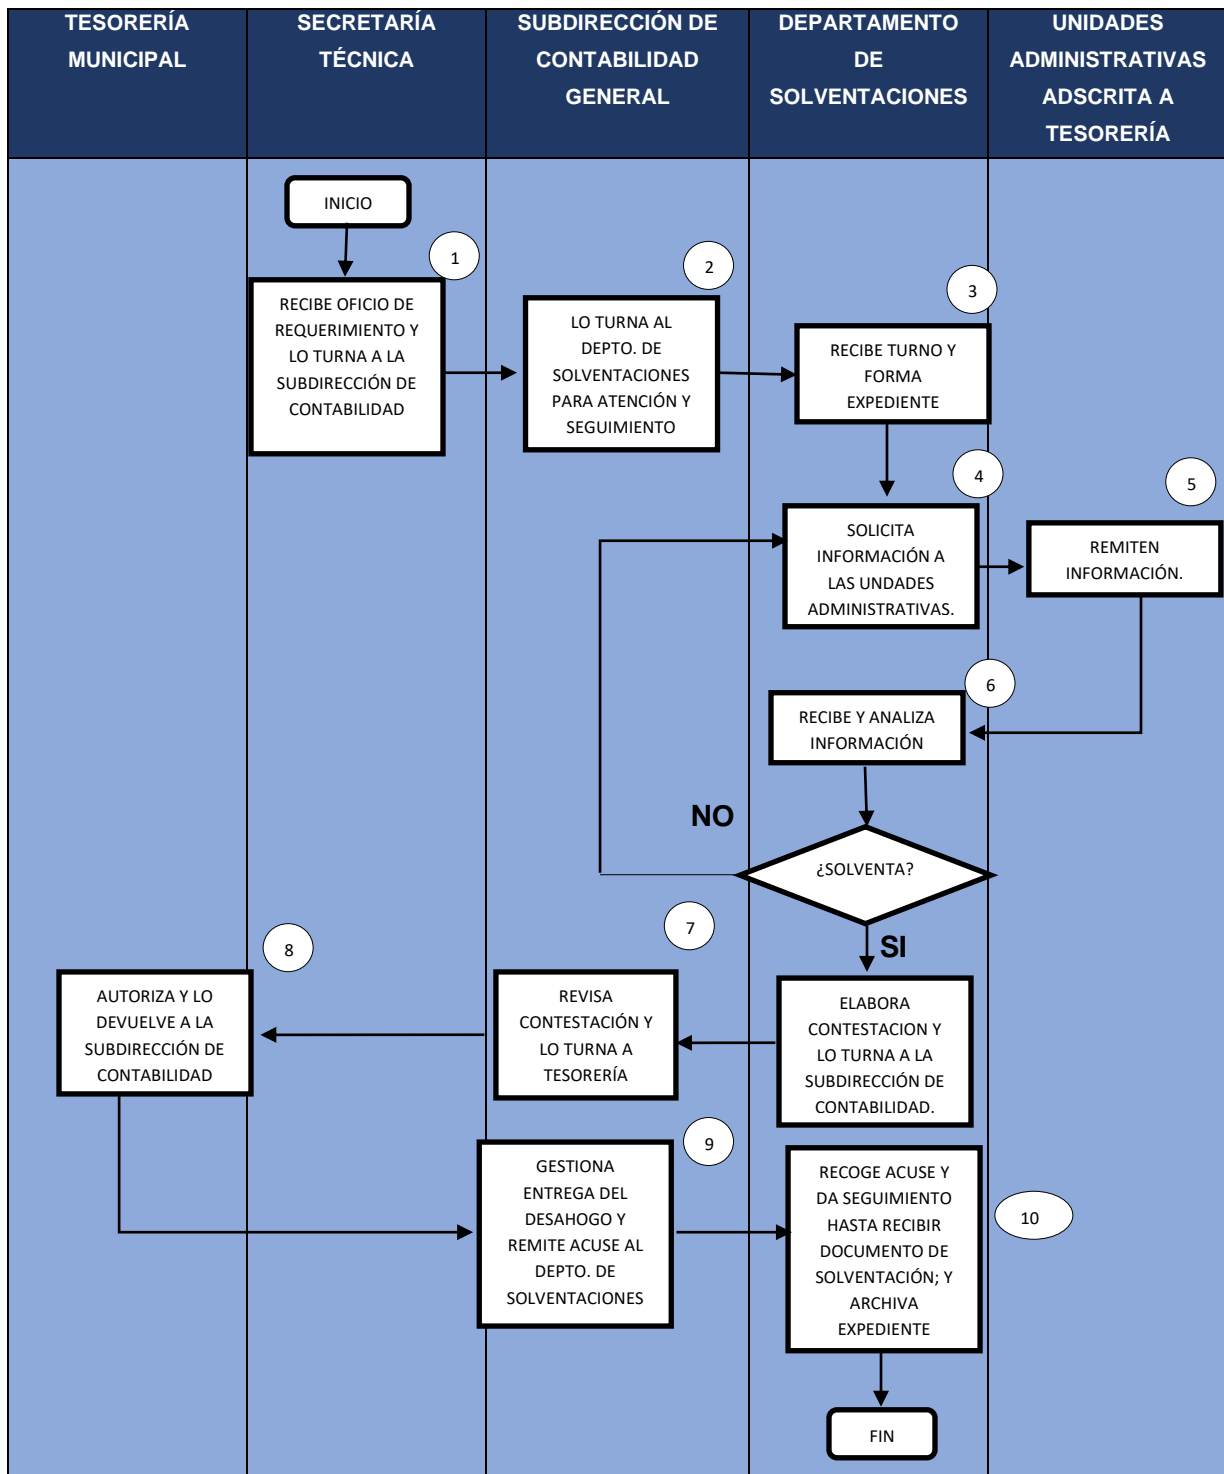 TESORERÍA
MUNICIPAL
SECRETARÍA
TÉCNICA
SUBDIRECCIÓN DE
CONTABILIDAD
GENERAL
DEPARTAMENTO
DE
SOLVENTACIONES
UNIDADES
ADMINISTRATIVAS
ADSCRITA A
TESORERÍA
INICIO
1
RECIBE OFICIO DE
REQUERIMIENTO Y
LO TURNA A LA
SUBDIRECCIÓN DE
CONTABILIDAD
2
LO TURNA AL
DEPTO. DE
SOLVENTACIONES
PARA ATENCIÓN Y
SEGUIMIENTO
3
RECIBE TURNO Y
FORMA
EXPEDIENTE
4
SOLICITA
INFORMACIÓN A
LAS UNDADES
ADMINISTRATIVAS.
5
REMITEN
INFORMACIÓN.
6
RECIBE Y ANALIZA
INFORMACIÓN
NO
¿SOLVENTA?
SI
ELABORA
CONTESTACION Y
LO TURNA A LA
SUBDIRECCIÓN DE
CONTABILIDAD.
7
REVISA
CONTESTACIÓN Y
LO TURNA A
TESORERÍA
8
AUTORIZA Y LO
DEVUELVE A LA
SUBDIRECCIÓN DE
CONTABILIDAD
9
GESTIONA
ENTREGA DEL
DESAHOGO Y
REMITE ACUSE AL
DEPTO. DE
SOLVENTACIONES
10
RECOGE ACUSE Y
DA SEGUIMIENTO
HASTA RECIBIR
DOCUMENTO DE
SOLVENTACIÓN; Y
ARCHIVA
EXPEDIENTE
FIN